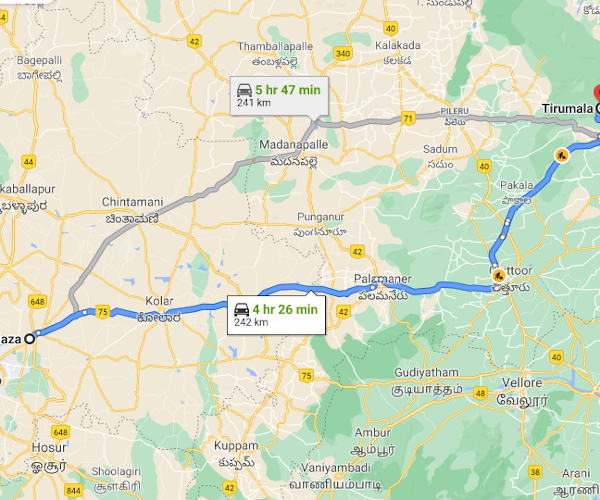 Thamballapalle
తంబళ్లపల్లె
Kalakada
కలకడ
Bagepalli
ಬಾಗೇಪಲ್ಲಿ
42
340
5 hr 47 min
241 km
Tirumala
71
PILERU
పీలేరు
Madanapalle
మదనపల్లె
Sadum
సదుం
44
40
Pakala
పాకాల
Chintamani
ಚಿಂತಾಮಣಿ
Punganur
పుంగనూరు
42
42
Palamaner
పలమనేరు
ttoor
చిత్తూరు
648
75
Kolar
ಕೋಲಾರ
4 hr 26 min
242 km
42
aza
40
75
Gudiyatham
குடியாத்தம்
48
Vellore
வேலூர்
648
Hosur
ஓசூர்
Kuppam
కుప్పం
Ambur
ஆம்பூர்
Shoolagiri
சூளகிரி
Vaniyambadi
வாணியம்பாடி
48
844
Arani
ஆரணி